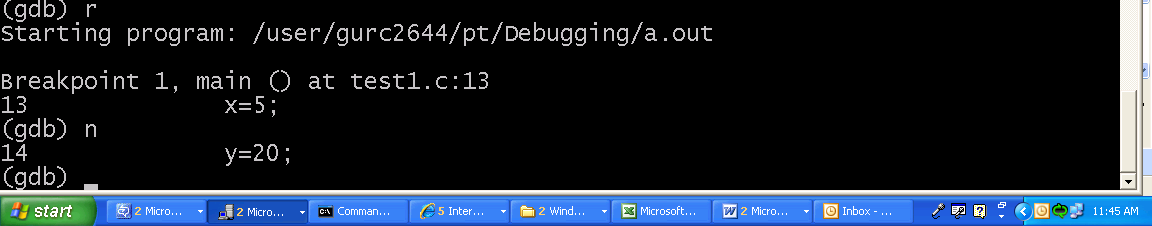 (gdb) r
Starting program: /user/gurc2644/pt/Debugging/a.out
Breakpoint 1, main () at test1.c:13
13 x=5;
(gdb) n
14 y=20;
(gdb)
start 2 Micro... 2 Micro... Comman... 5 Inter... 2 Wind... Microsoft... 2 Micro... Inbox - ... 11:45 AM